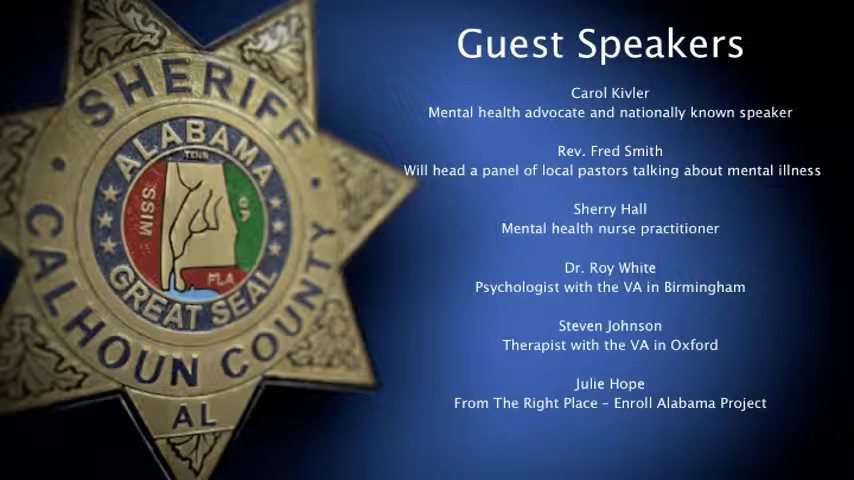 SHERIFF
ALABAMA
TENN
MISS
GA
FLA
GREAT SEAL
CALHOUN COUNTY
AL
Guest Speakers
Carol Kivler
Mental health advocate and nationally known speaker
Rev. Fred Smith
Will head a panel of local pastors talking about mental illness
Sherry Hall
Mental health nurse practitioner
Dr. Roy White
Psychologist with the VA in Birmingham
Steven Johnson
Therapist with the VA in Oxford
Julie Hope
From The Right Place – Enroll Alabama Project